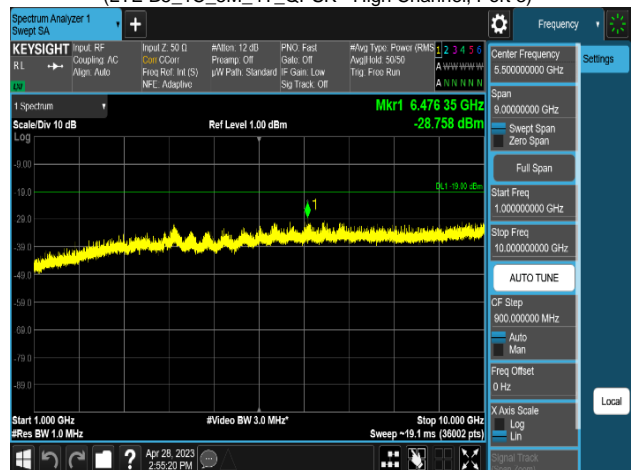 Spectrum Analyzer 1
Swept SA
Frequency
KEYSIGHT
RL
LXI
Input: RF
Coupling: AC
Align: Auto
Input Z: 50 Ω
Corr CCorr
Freq Ref: Int (S)
NFE: Adaptive
#Atten: 12 dB
Preamp: Off
µW Path: Standard
PNO: Fast
Gate: Off
IF Gain: Low
Sig Track: Off
#Avg Type: Power (RMS
Avg|Hold: 50/50
Trig: Free Run
1 2 3 4 5 6
A W W W W W
A N N N N N
1 Spectrum
Scale/Div 10 dB
Log
Ref Level 1.00 dBm
Mkr1 6.476 35 GHz
-28.758 dBm
-9.00
-19.0
-29.0
-39.0
-49.0
-59.0
-69.0
-79.0
-89.0
DL1 -19.00 dBm
1
Start 1.000 GHz
#Res BW 1.0 MHz
#Video BW 3.0 MHz*
Stop 10.000 GHz
Sweep ~19.1 ms (36002 pts)
Center Frequency
5.500000000 GHz
Span
9.00000000 GHz
Swept Span
Zero Span
Full Span
Start Freq
1.000000000 GHz
Stop Freq
10.000000000 GHz
AUTO TUNE
CF Step
900.000000 MHz
Auto
Man
Freq Offset
0 Hz
X Axis Scale
Log
Lin
Signal Track
Settings
Local
?
Apr 28, 2023
2:55:20 PM